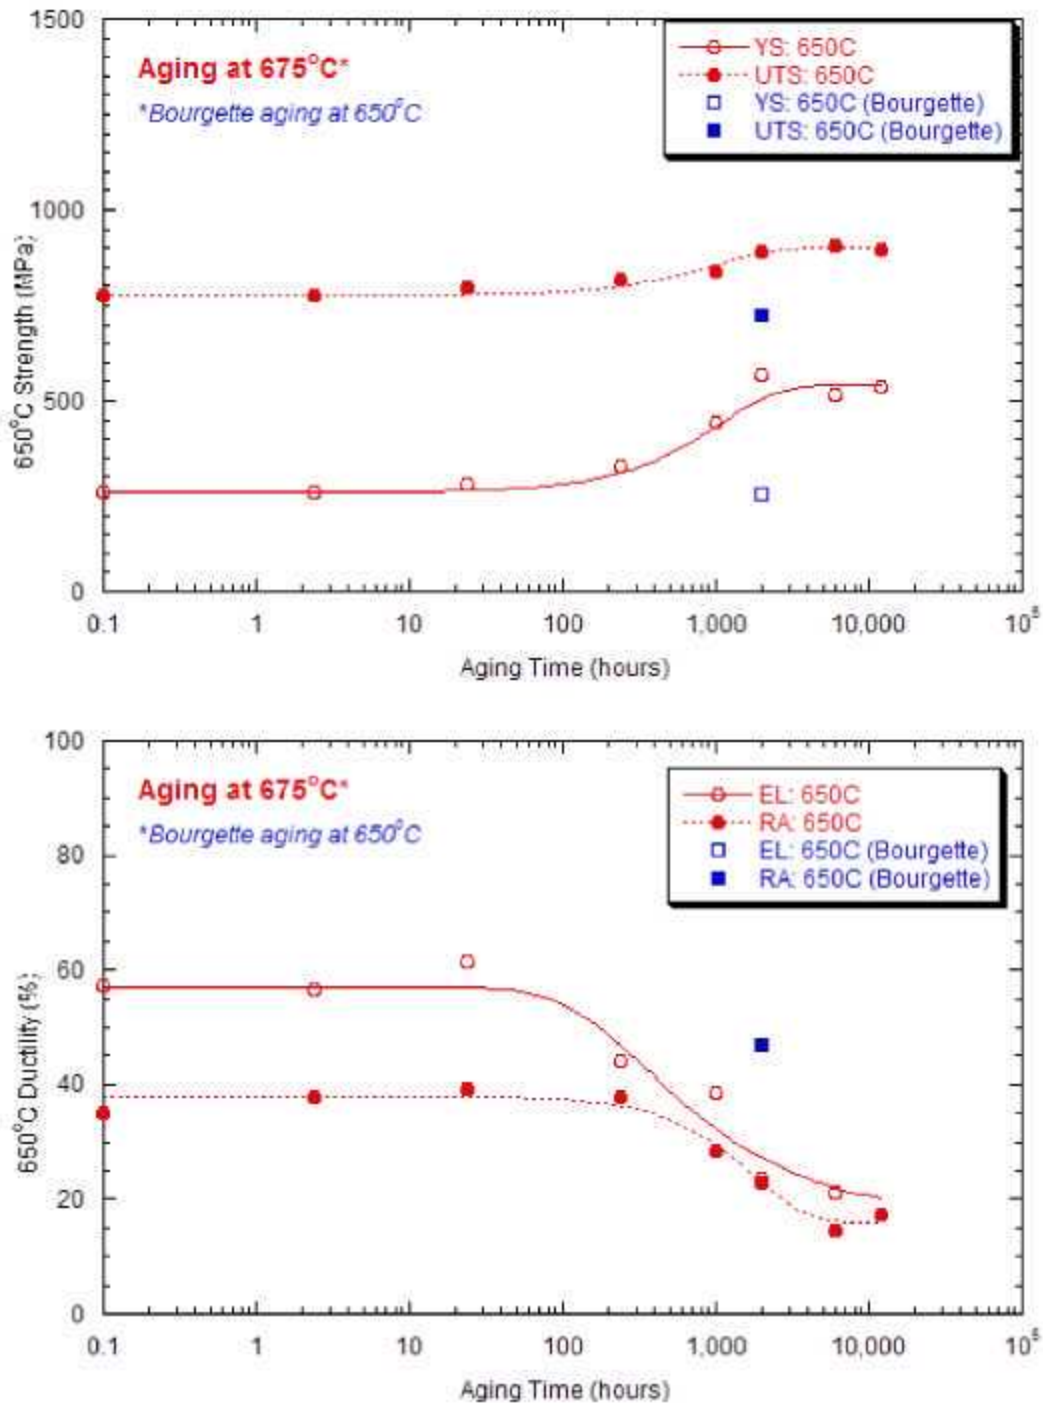 1500
Aging at 675°C*
*Bourgette aging at 650°C
YS: 650C
UTS: 650C
YS: 650C (Bourgette)
UTS: 650C (Bourgette)
1000
500
0
650°C Strength (MPa)
0.1 1 10 100 1,000 10,000 10⁵
Aging Time (hours)
100
Aging at 675°C*
*Bourgette aging at 650°C
EL: 650C
RA: 650C
EL: 650C (Bourgette)
RA: 650C (Bourgette)
80
60
40
20
0
650°C Ductility (%)
0.1 1 10 100 1,000 10,000 10⁵
Aging Time (hours)